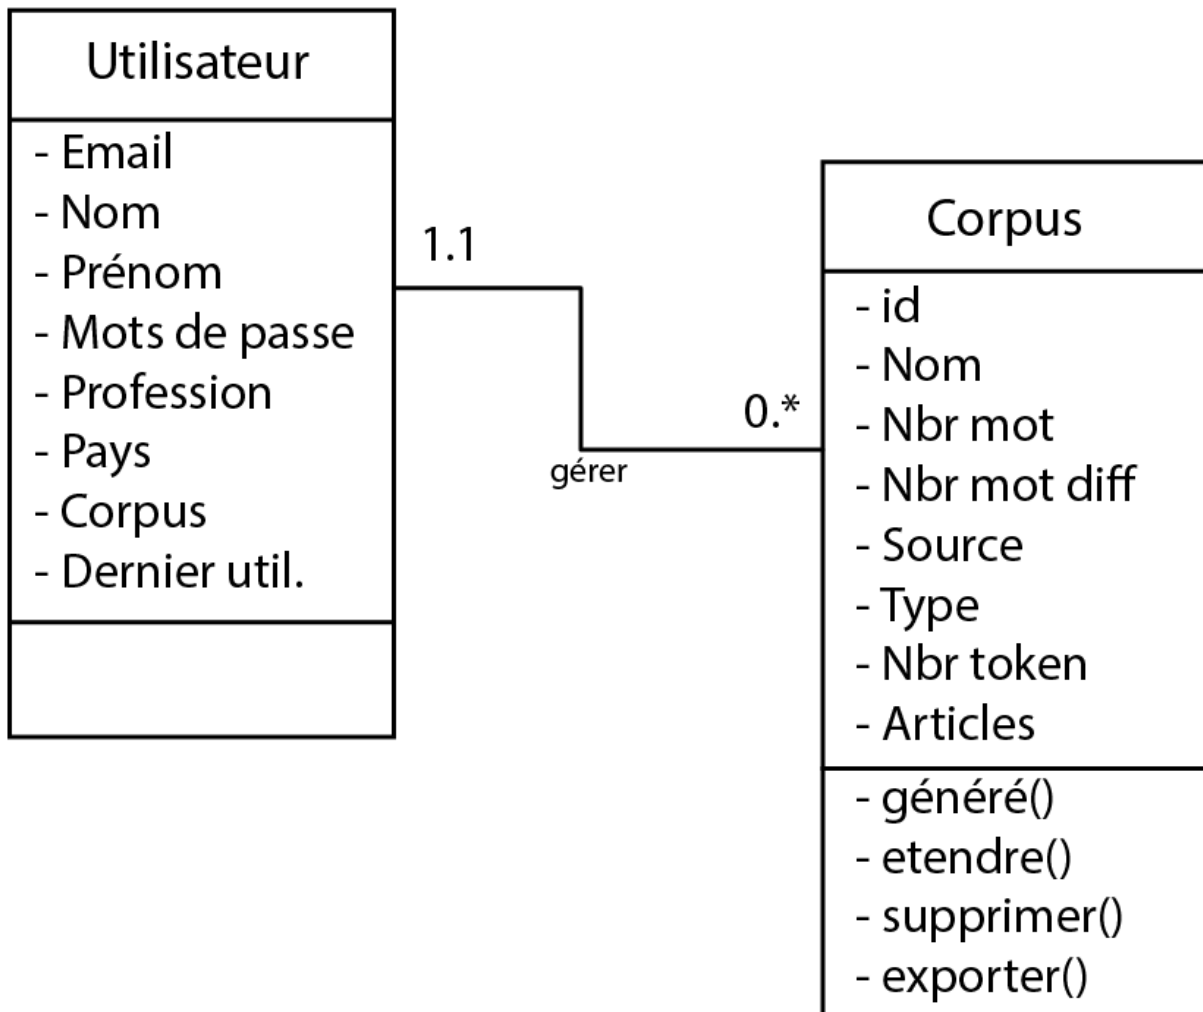 Utilisateur
- Email
- Nom
- Prénom
- Mots de passe
- Profession
- Pays
- Corpus
- Dernier util.
1.1
gérer
0.*
Corpus
- id
- Nom
- Nbr mot
- Nbr mot diff
- Source
- Type
- Nbr token
- Articles
- généré()
- etendre()
- supprimer()
- exporter()